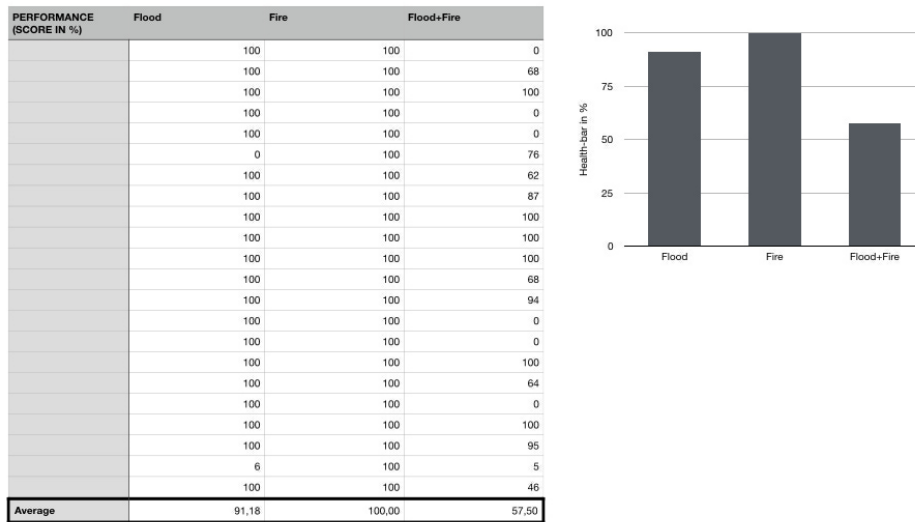 PERFORMANCE (SCORE IN %) Flood Fire Flood+Fire
100 100 0
100 100 68
100 100 100
100 100 0
100 100 0
0 100 76
100 100 62
100 100 87
100 100 100
100 100 100
100 100 100
100 100 68
100 100 94
100 100 0
100 100 0
100 100 100
100 100 64
100 100 0
100 100 100
100 100 95
6 100 5
100 100 46
Average 91,18 100,00 57,50
Health-bar in %
100
75
50
25
0
Flood Fire Flood+Fire